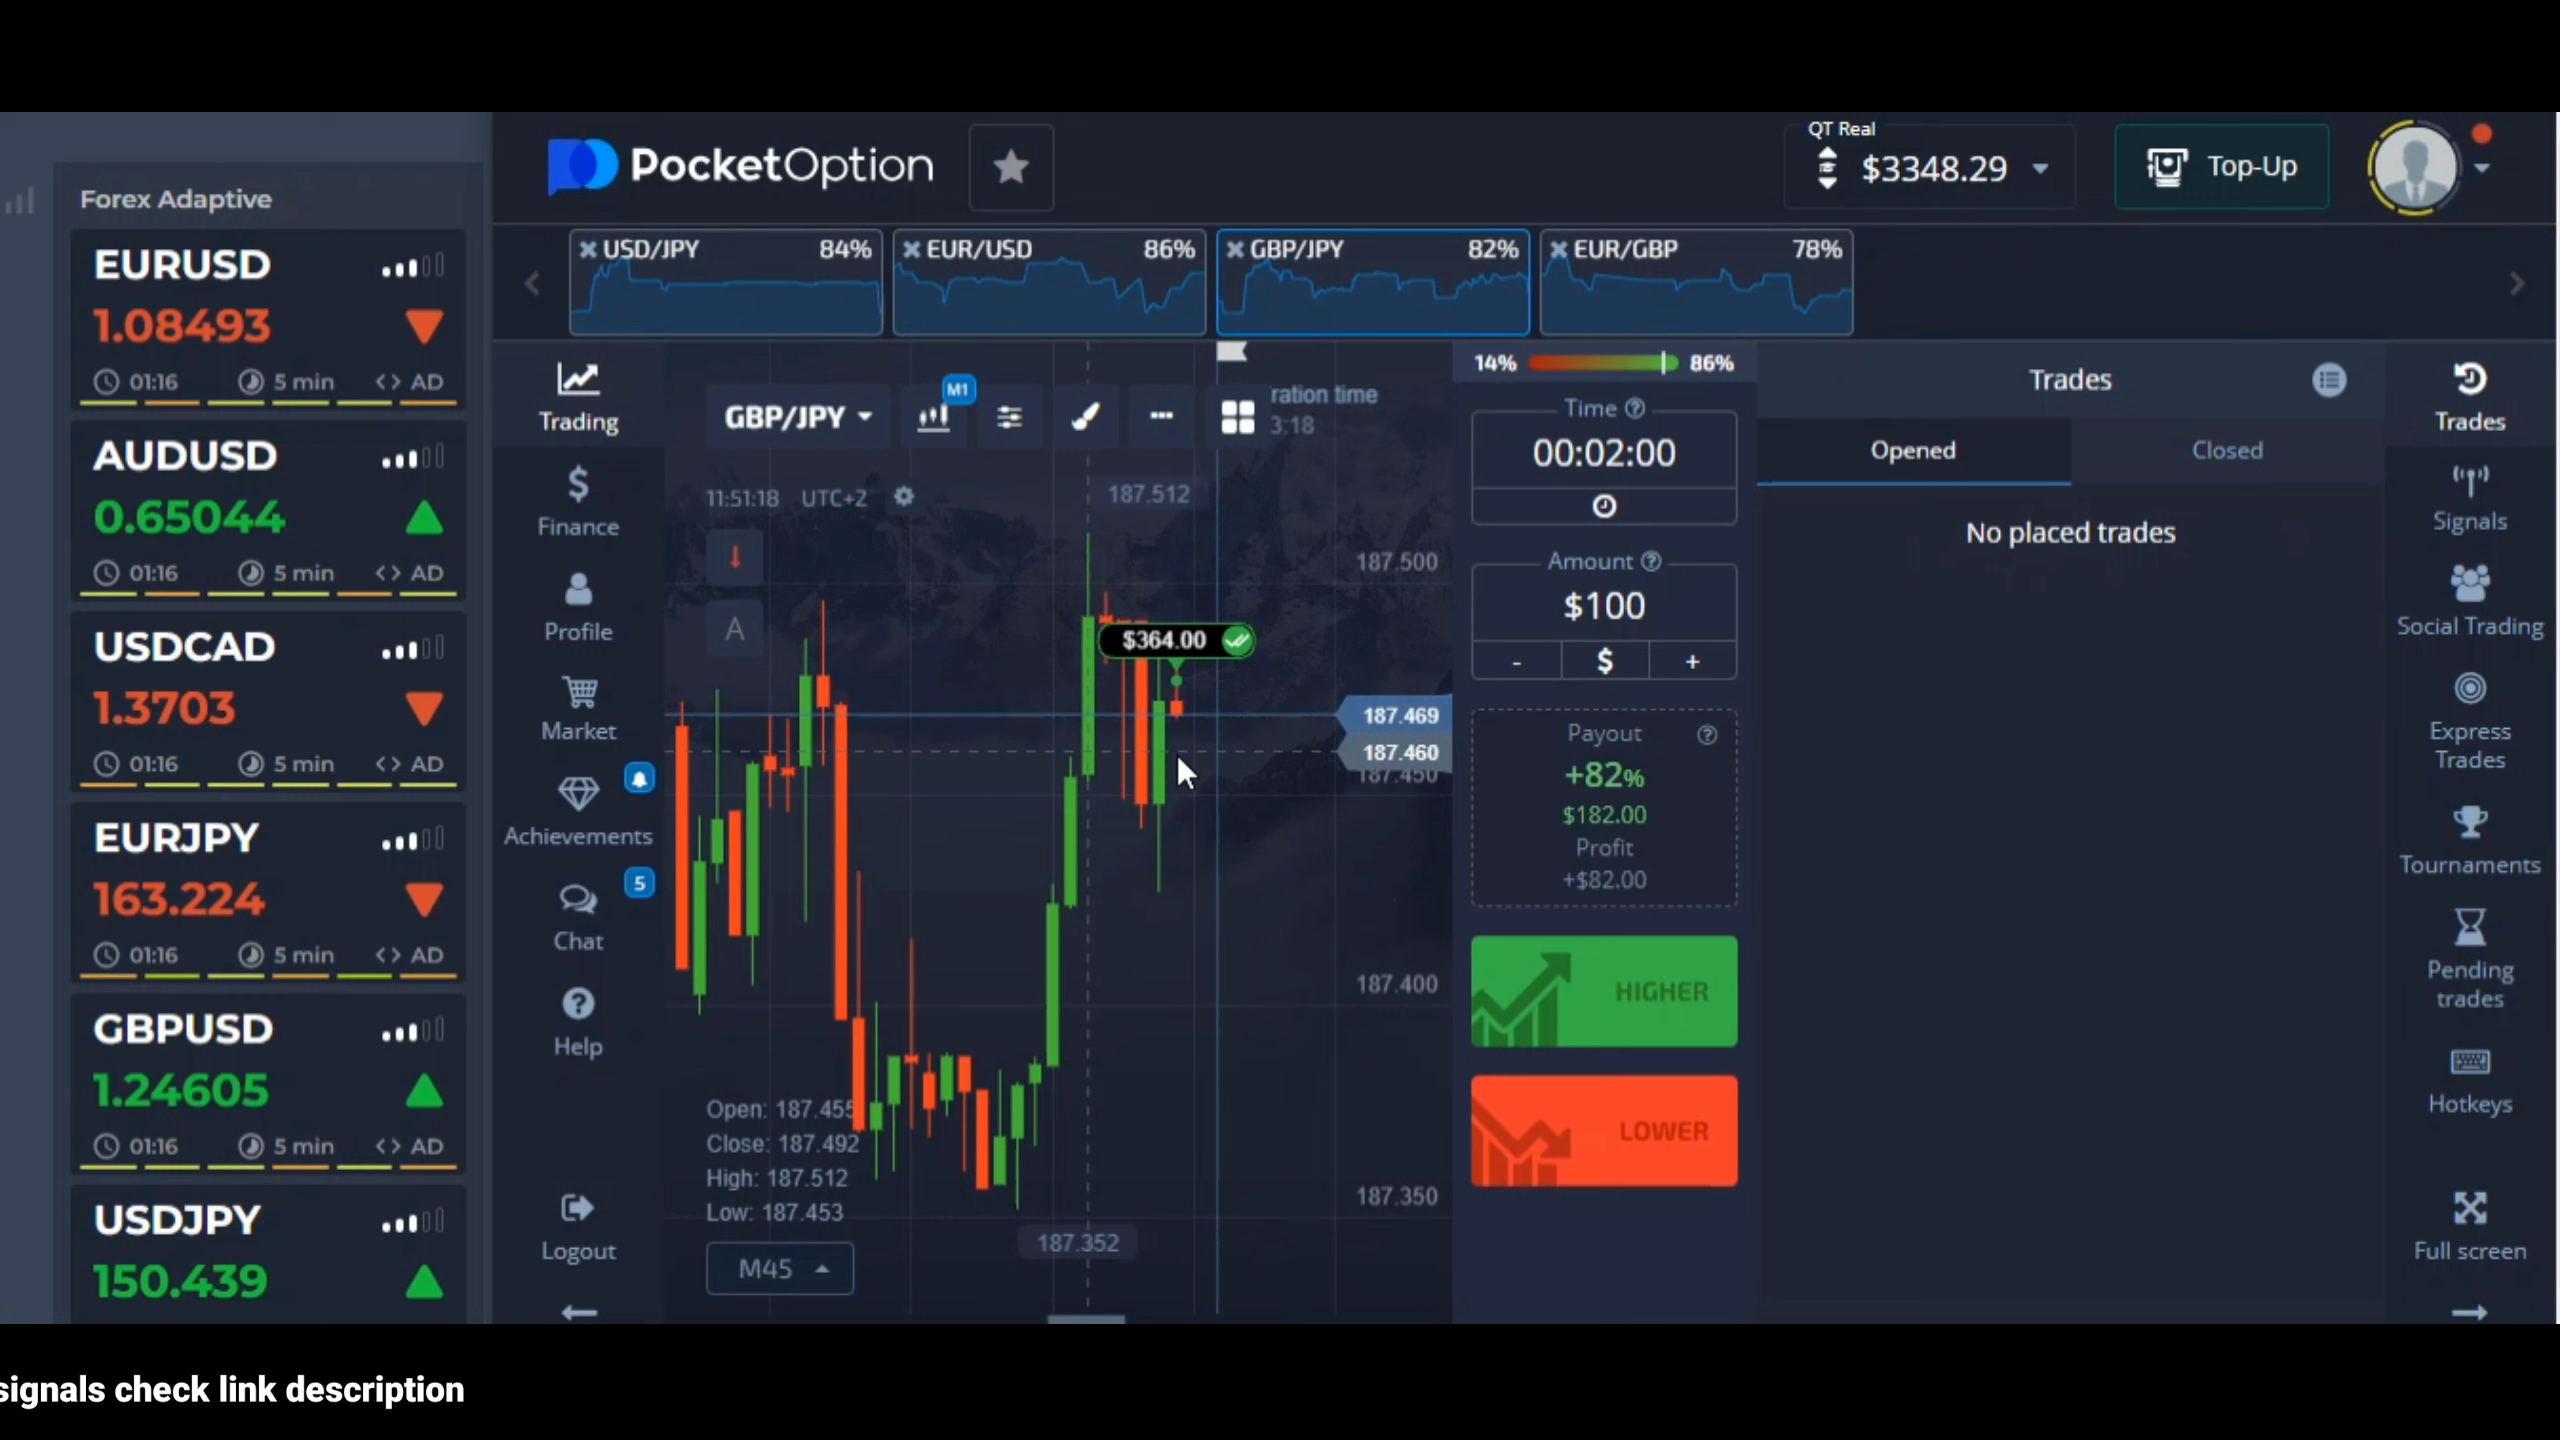 Forex Adaptive
EURUSD
1.08493
01:16 5 min <> AD
AUDUSD
0.65044
01:16 5 min <> AD
USDCAD
1.3703
01:16 5 min <> AD
EURJPY
163.224
01:16 5 min <> AD
GBPUSD
1.24605
01:16 5 min <> AD
USDJPY
150.439
PocketOption
QT Real
$3348.29
Top-Up
USD/JPY 84%
EUR/USD 86%
GBP/JPY 82%
EUR/GBP 78%
Trading
Finance
Profile
Market
Achievements
5
Chat
Help
Logout
GBP/JPY
M1
ration time
3:18
11:51:18 UTC+2
A
187.512
187.500
$364.00
187.469
187.460
187.450
187.400
187.350
187.352
Open: 187.455
Close: 187.492
High: 187.512
Low: 187.453
M45
14% 86%
Time
00:02:00
Amount
$100
- $ +
Payout
+82%
$182.00
Profit
+$82.00
HIGHER
LOWER
Trades
Opened Closed
No placed trades
Trades
Signals
Social Trading
Express
Trades
Tournaments
Pending
trades
Hotkeys
Full screen
signals check link description